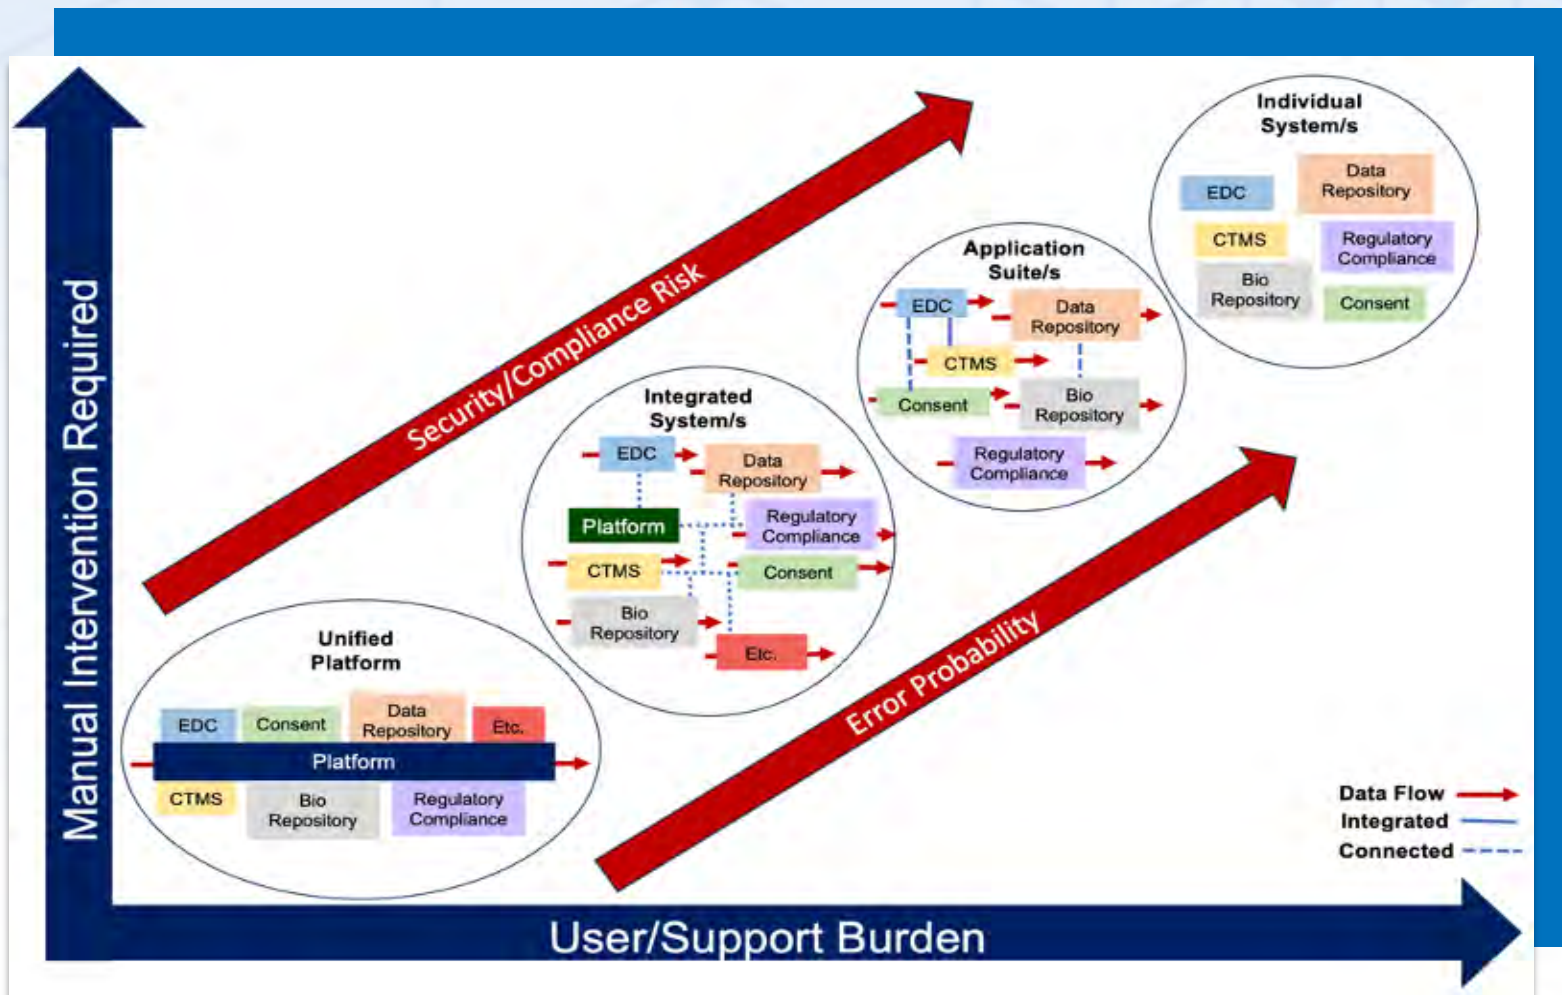 Manual Intervention Required
Security/Compliance Risk
Individual
System/s
EDC
Data
Repository
CTMS
Regulatory
Compliance
Bio
Repository
Consent
Application
Suite/s
EDC
Data
Repository
CTMS
Consent
Bio
Repository
Regulatory
Compliance
Integrated
System/s
EDC
Data
Repository
Platform
Regulatory
Compliance
CTMS
Consent
Bio
Repository
Etc.
Unified
Platform
EDC
Consent
Data
Repository
Etc.
Platform
CTMS
Bio
Repository
Regulatory
Compliance
Error Probability
Data Flow
Integrated
Connected
User/Support Burden